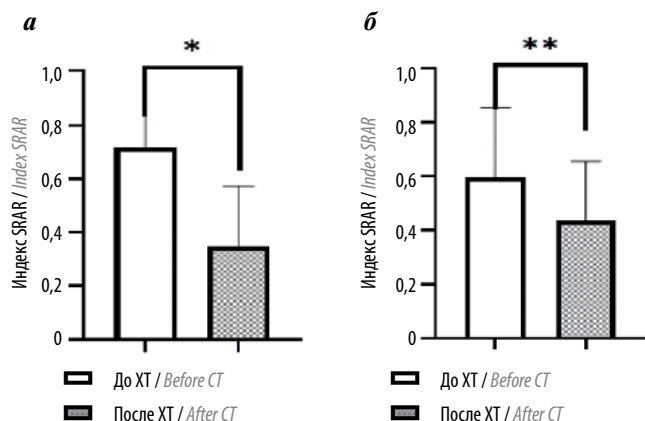 а
*
1,0
0,8
0,6
0,4
0,2
0
Индекс SRAR / Index SRAR
До ХТ / Before CT
После ХТ / After CT
б
**
1,0
0,8
0,6
0,4
0,2
0
Индекс SRAR / Index SRAR
До ХТ / Before CT
После ХТ / After CT